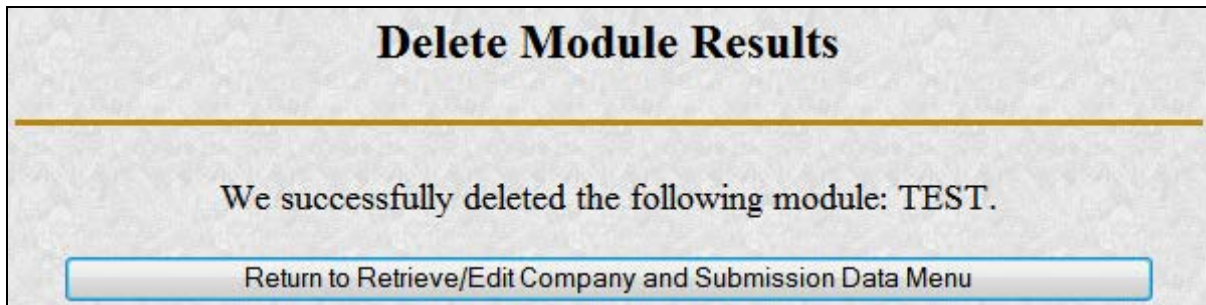 Delete Module Results
We successfully deleted the following module: TEST.
Return to Retrieve/Edit Company and Submission Data Menu